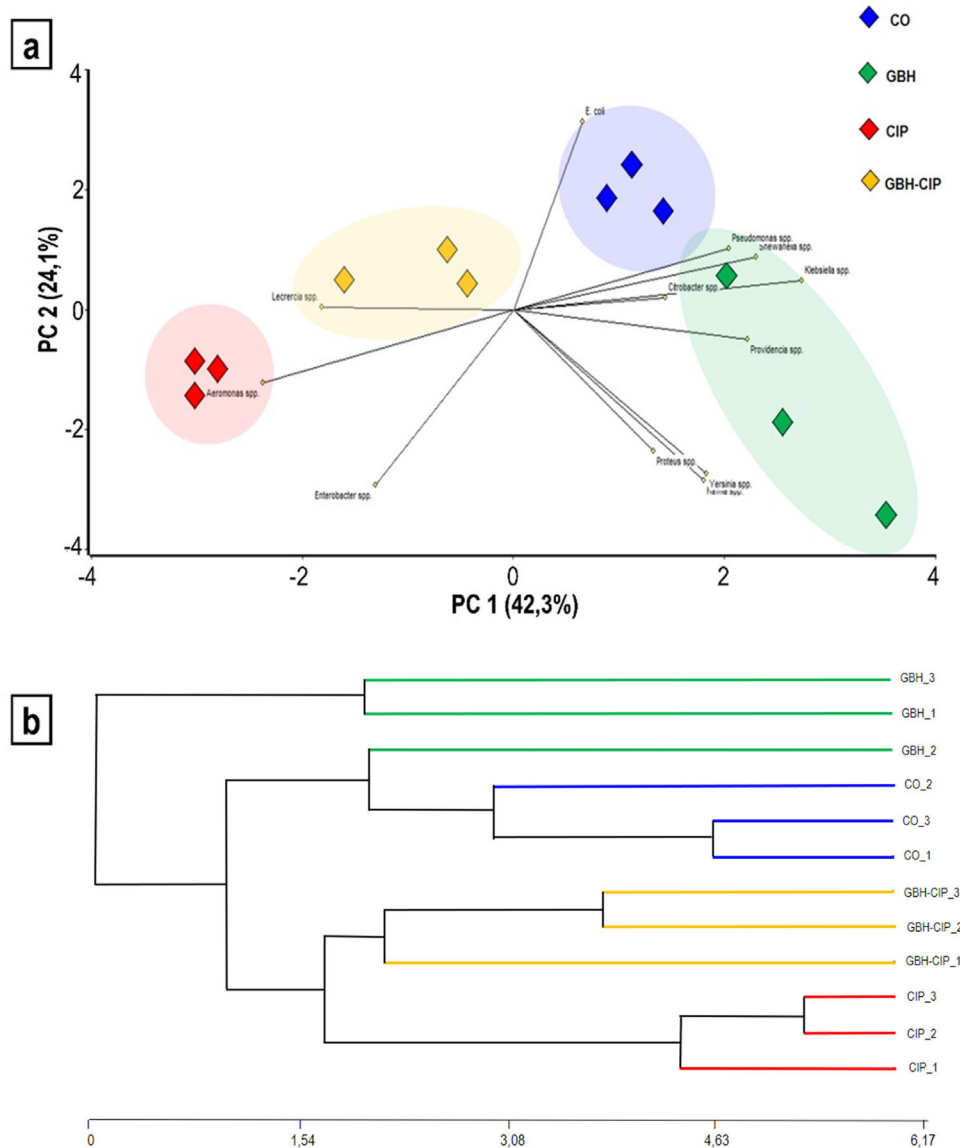 a
CO
GBH
CIP
GBH-CIP
4
2
0
-2
-4
PC 2 (24,1%)
E. coli
Pseudomonas spp.
Shewanella spp.
Klebsiella spp.
Citrobacter spp.
Lecrercia spp.
Providencia spp.
Aeromonas spp.
Proteus spp.
Yersinia spp.
Enterobacter spp.
spp.
-4
-2
0
2
4
PC 1 (42,3%)
b
GBH_3
GBH_1
GBH_2
CO_2
CO_3
CO_1
GBH-CIP_3
GBH-CIP_2
GBH-CIP_1
CIP_3
CIP_2
CIP_1
0
1,54
3,08
4,63
6,17